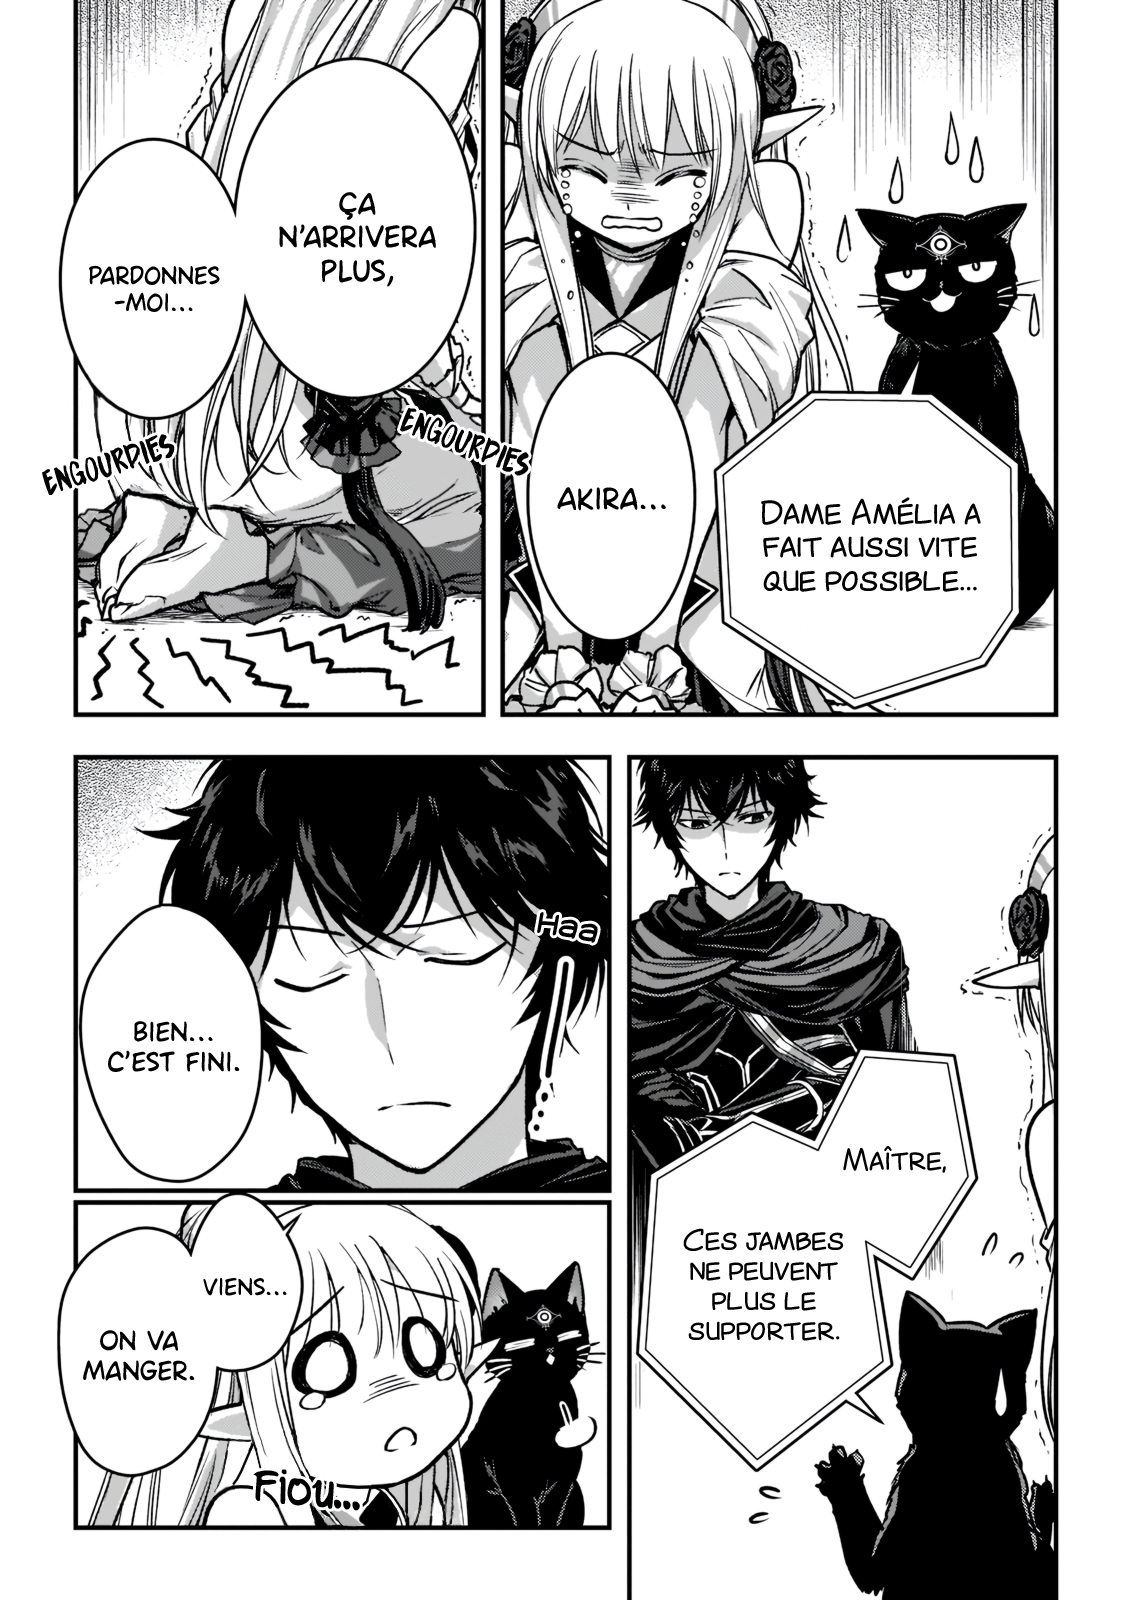 DAME AMÉLIA A
FAIT AUSSI VITE
QUE POSSIBLE...
AKIRA...
ÇA
N'ARRIVERA
PLUS,
PARDONNES
-MOI...
ENGOURDIES
ENGOURDIES
MAÎTRE,
CES JAMBES
NE PEUVENT
PLUS LE
SUPPORTER.
Haa
BIEN...
C'EST FINI.
VIENS...
ON VA
MANGER.
Fiou...